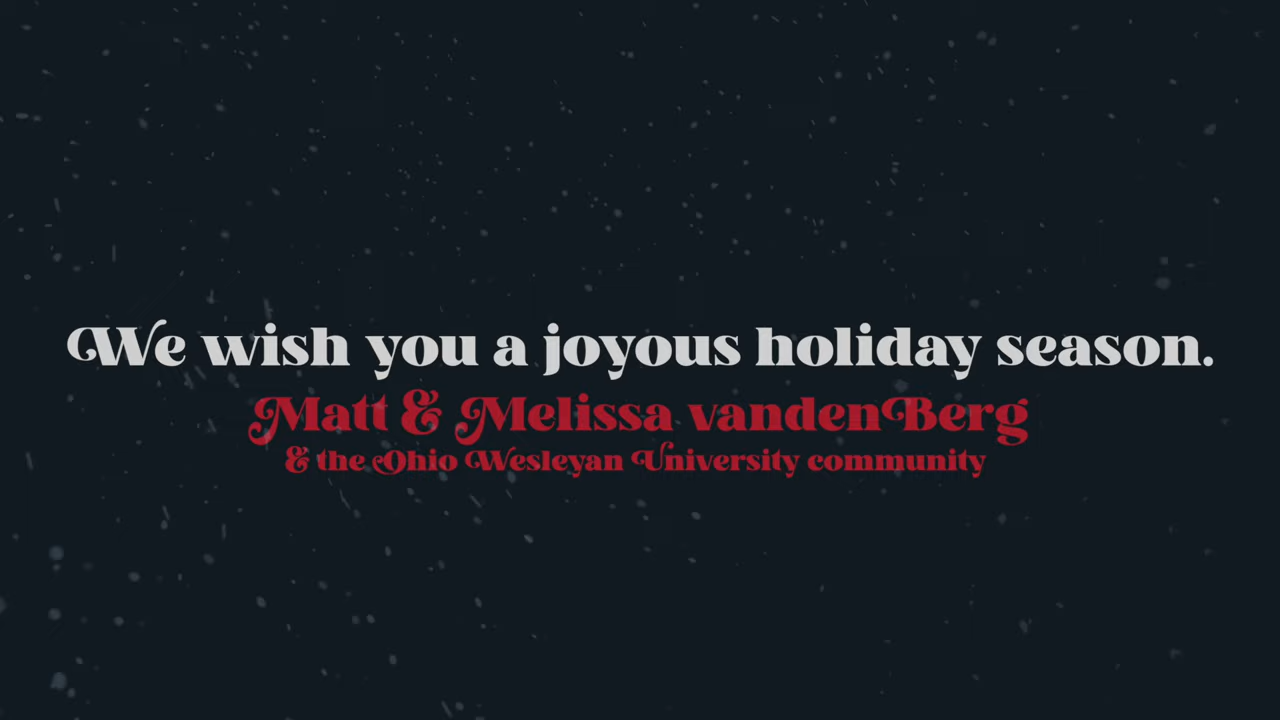 We wish you a joyous holiday season.
Matt & Melissa vandenBerg
& the Ohio Wesleyan University community